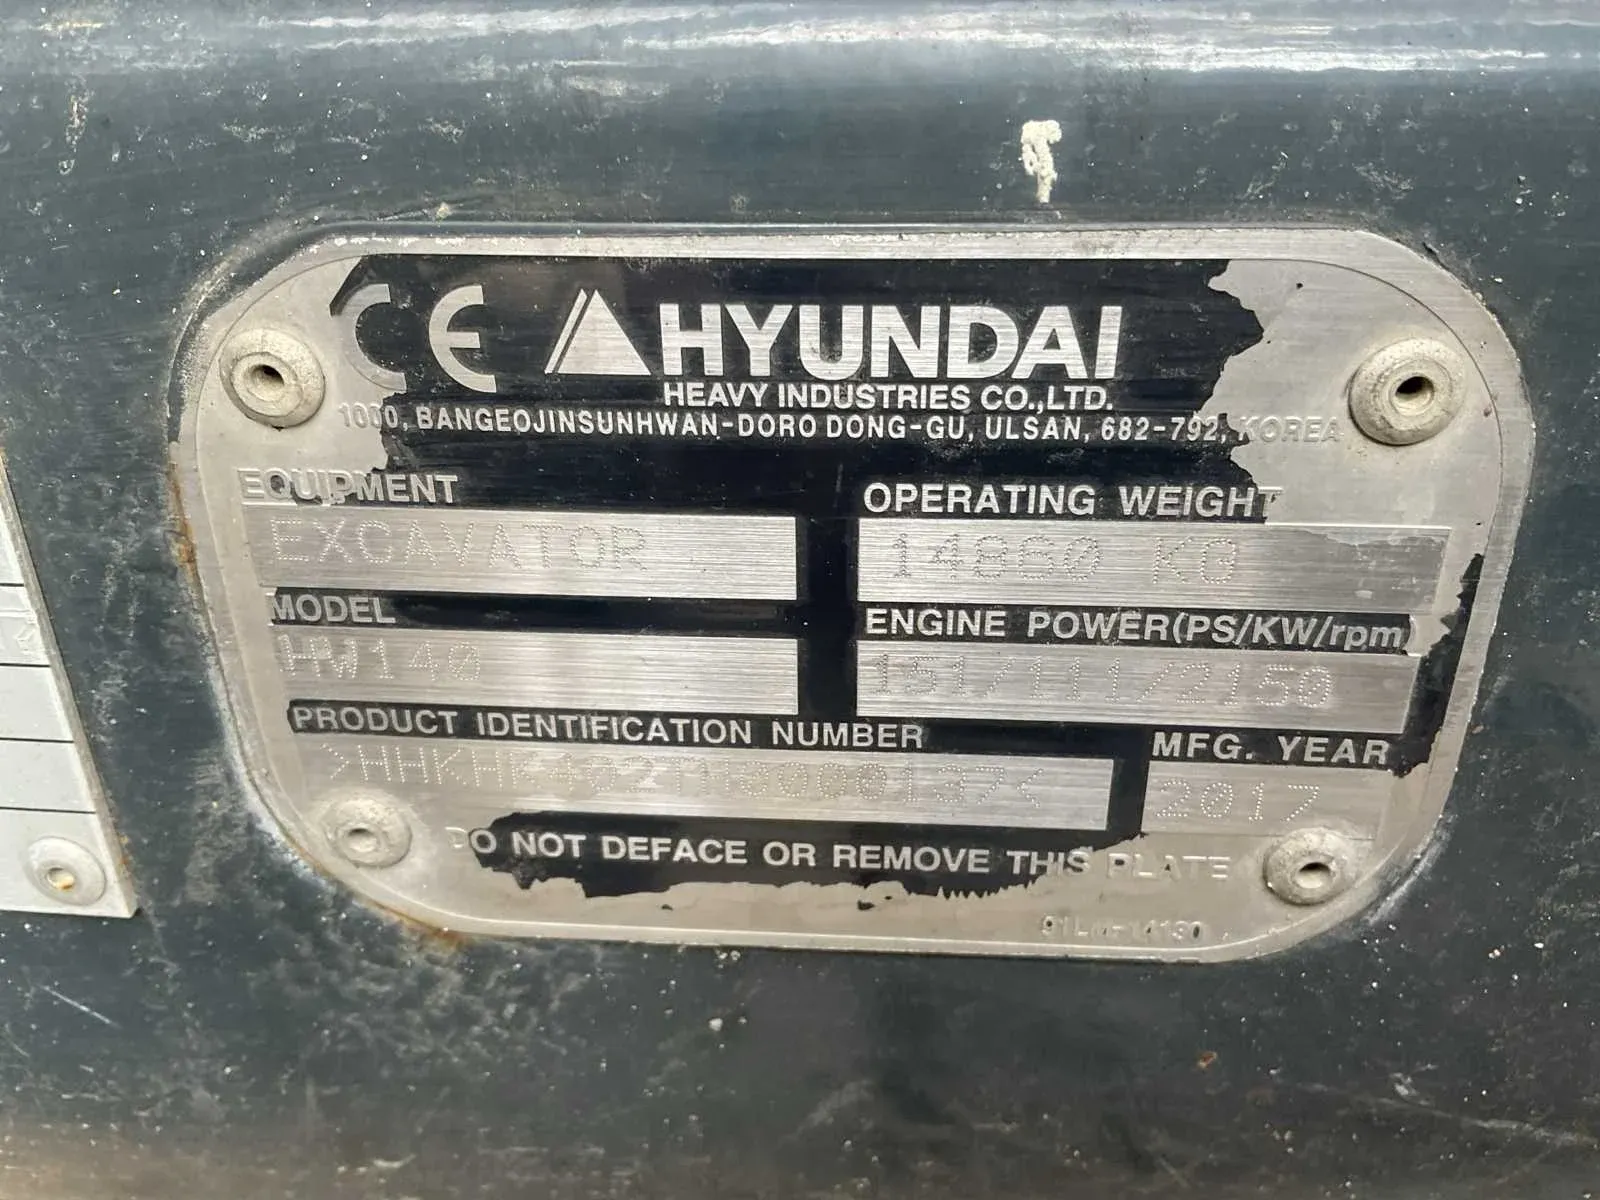 CE HYUNDAI
HEAVY INDUSTRIES CO.,LTD.
1000, BANGEOJINSUNHWAN-DORO DONG-GU, ULSAN, 682-792, KOREA
EQUIPMENT
EXCAVATOR
OPERATING WEIGHT
14860 KG
MODEL
HW140
ENGINE POWER(PS/KW/rpm)
151/111/2150
PRODUCT IDENTIFICATION NUMBER
MFG. YEAR
2017
DO NOT DEFACE OR REMOVE THIS PLATE